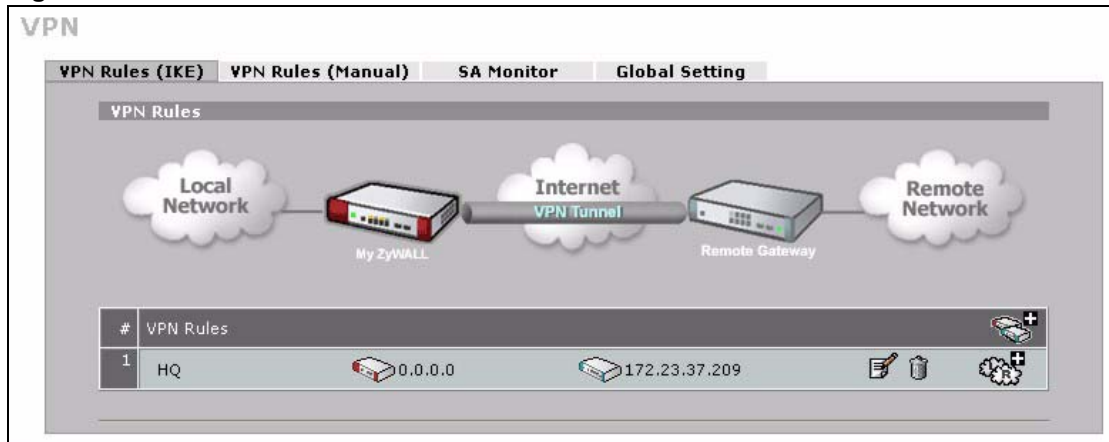 VPN
VPN Rules (IKE) VPN Rules (Manual) SA Monitor Global Setting
VPN Rules
Local
Network
Internet
VPN Tunnel
Remote
Network
My ZyWALL
Remote Gateway
# VPN Rules
1 HQ 0.0.0.0 172.23.37.209
R